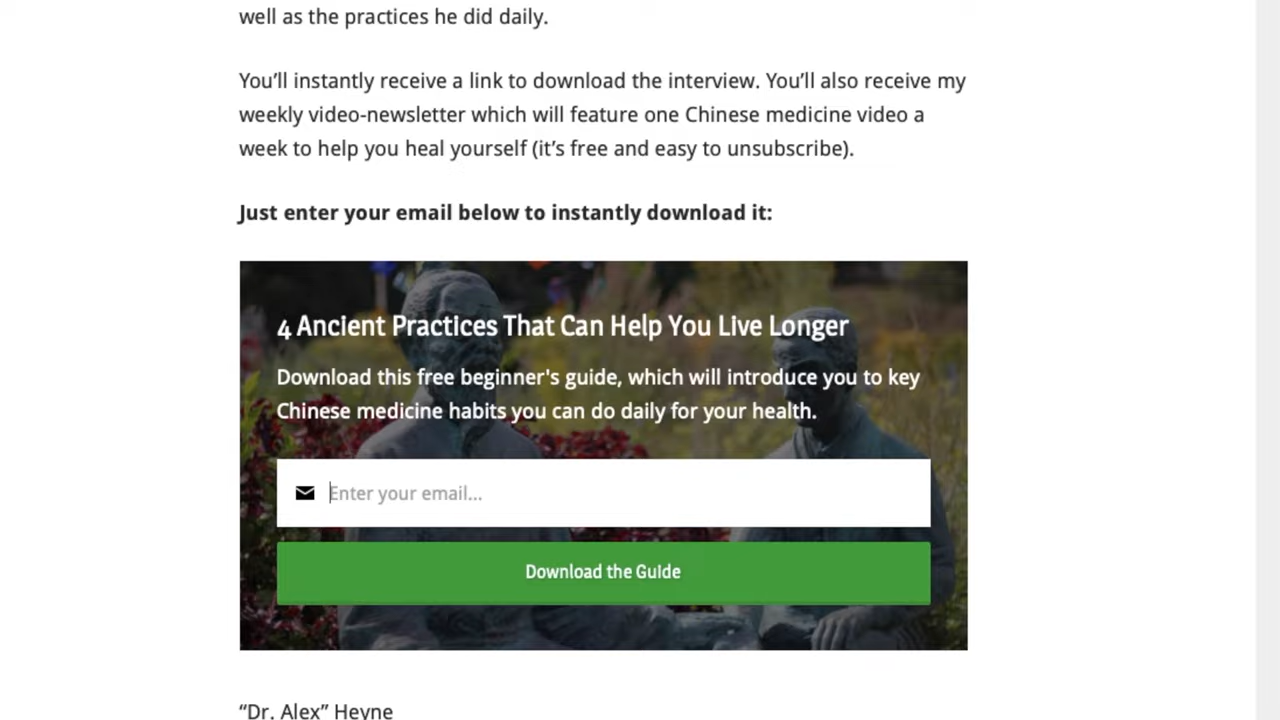 well as the practices he did daily.
You’ll instantly receive a link to download the interview. You’ll also receive my
weekly video-newsletter which will feature one Chinese medicine video a
week to help you heal yourself (it’s free and easy to unsubscribe).
Just enter your email below to instantly download it:
4 Ancient Practices That Can Help You Live Longer
Download this free beginner's guide, which will introduce you to key
Chinese medicine habits you can do daily for your health.
Enter your email...
Download the Guide
“Dr. Alex” Heyne